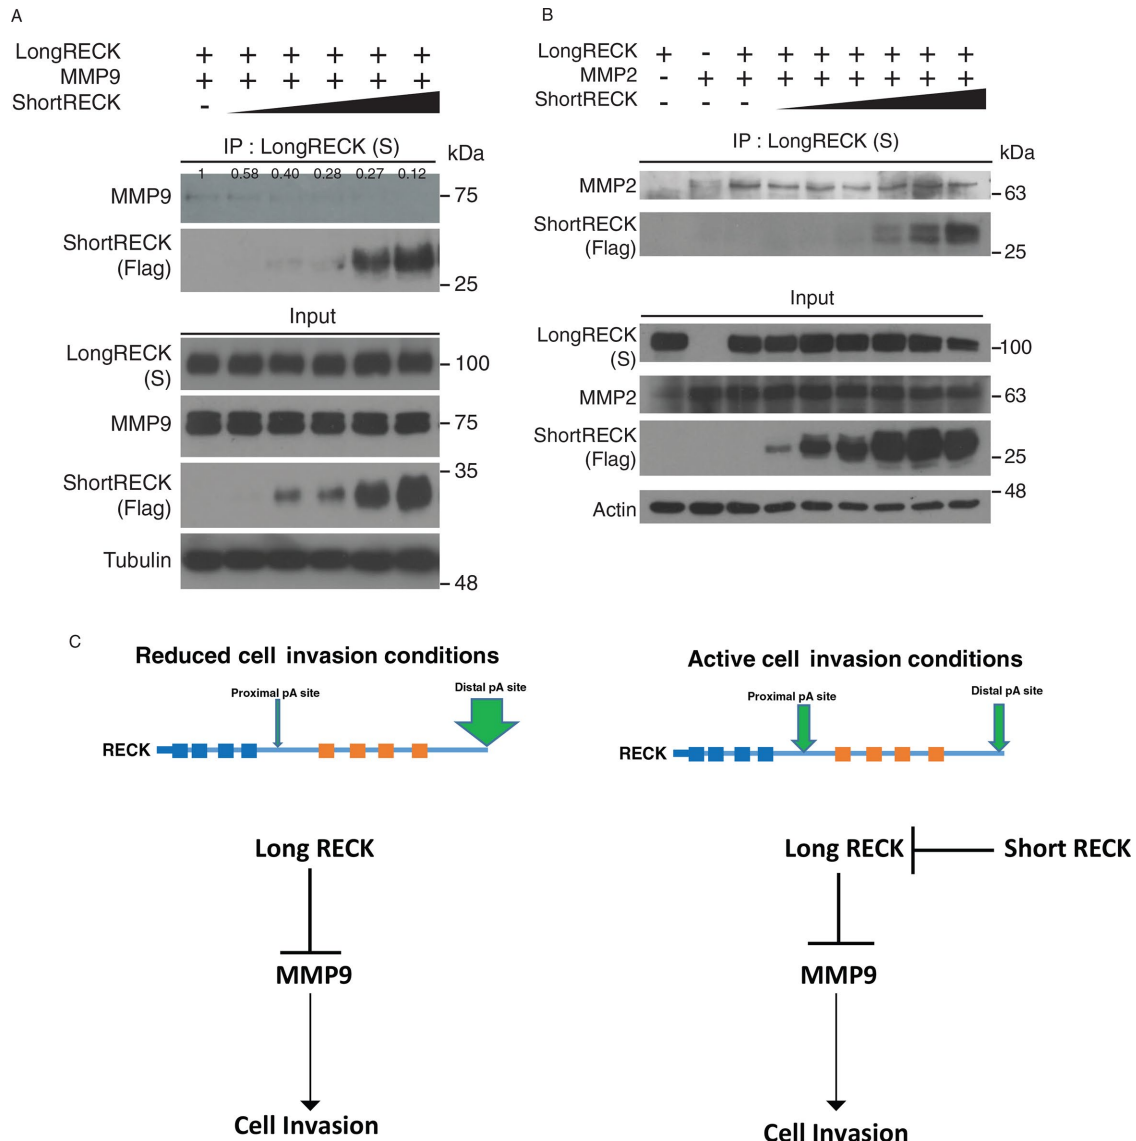 A
LongRECK + + + + + +
MMP9 + + + + + +
ShortRECK -
IP : LongRECK (S)
kDa
1 0.58 0.40 0.28 0.27 0.12
MMP9
75
ShortRECK
(Flag)
25
Input
LongRECK
(S)
100
MMP9
75
35
ShortRECK
(Flag)
Tubulin
48
B
LongRECK + - + + + + + + +
MMP2 - + + + + + + + +
ShortRECK - - -
IP : LongRECK (S)
kDa
MMP2
63
ShortRECK
(Flag)
25
Input
LongRECK
(S)
100
MMP2
63
ShortRECK
(Flag)
25
48
Actin
C
Reduced cell invasion conditions
Proximal pA site
Distal pA site
RECK
Long RECK
MMP9
Cell Invasion
Active cell invasion conditions
Proximal pA site
Distal pA site
RECK
Long RECK
Short RECK
MMP9
Cell Invasion